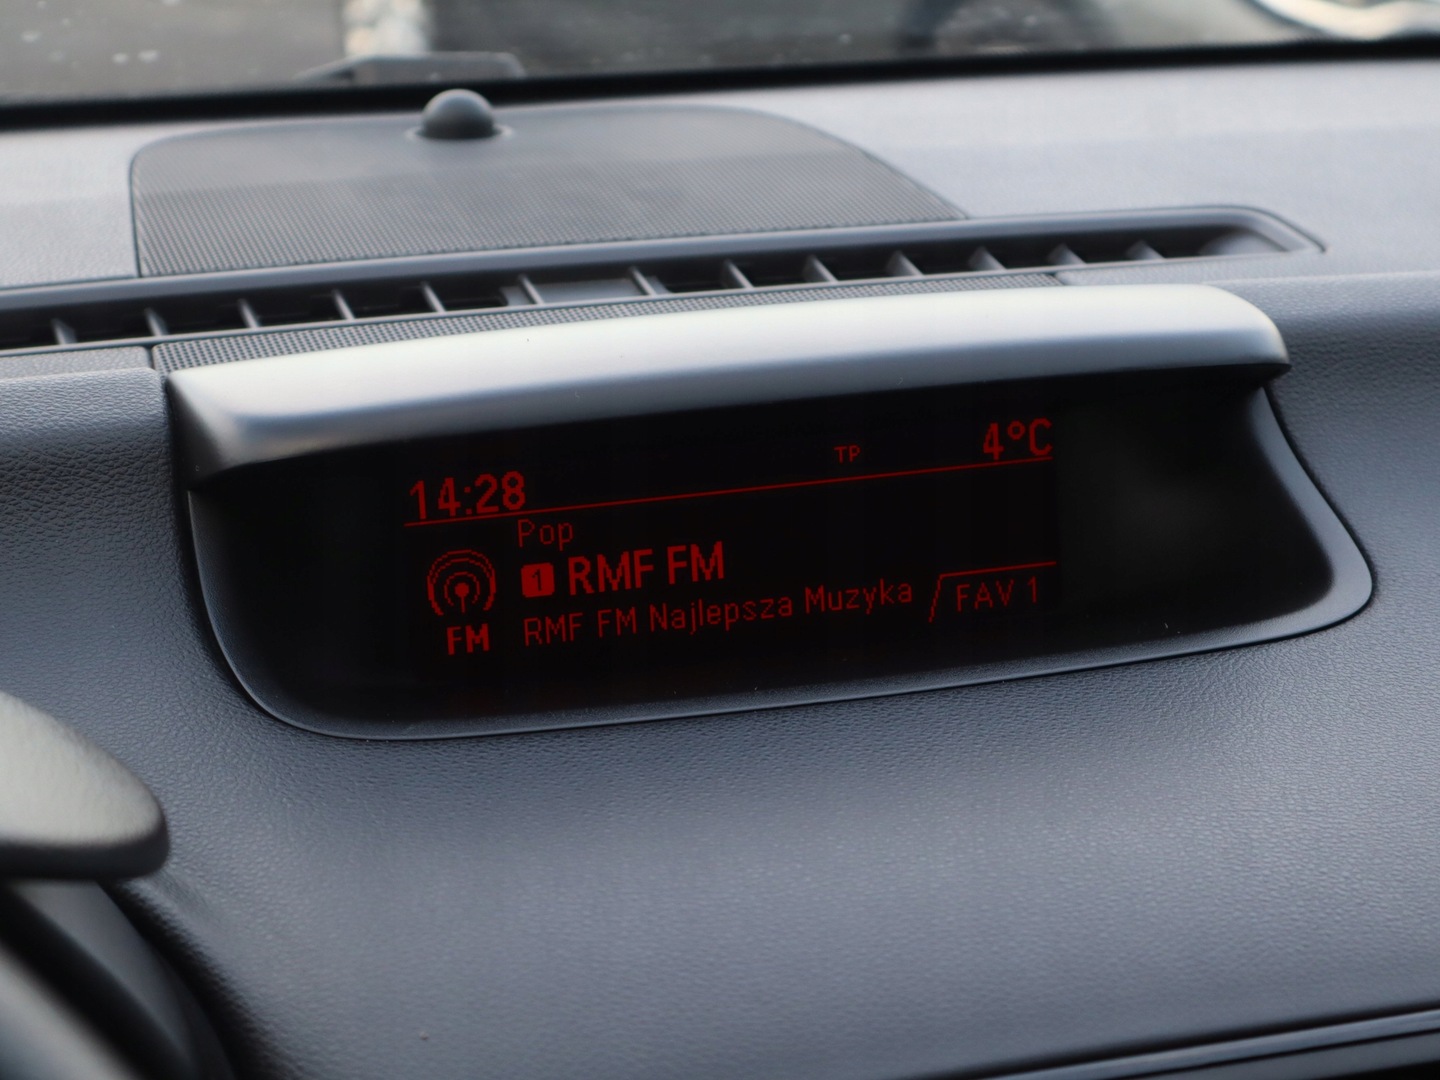 14:28 TP 4°C
Pop
1 RMF FM
FM RMF FM Najlepsza Muzyka FAV 1